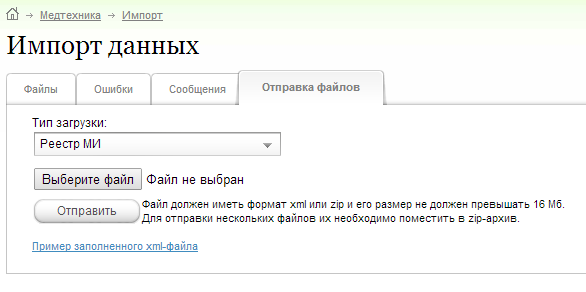 Медтехника → Импорт
Импорт данных
Файлы Ошибки Сообщения Отправка файлов
Тип загрузки:
Реестр МИ
Выберите файл Файл не выбран
Отправить Файл должен иметь формат xml или zip и его размер не должен превышать 16 Мб.
Для отправки нескольких файлов их необходимо поместить в zip-архив.
Пример заполненного xml-файла